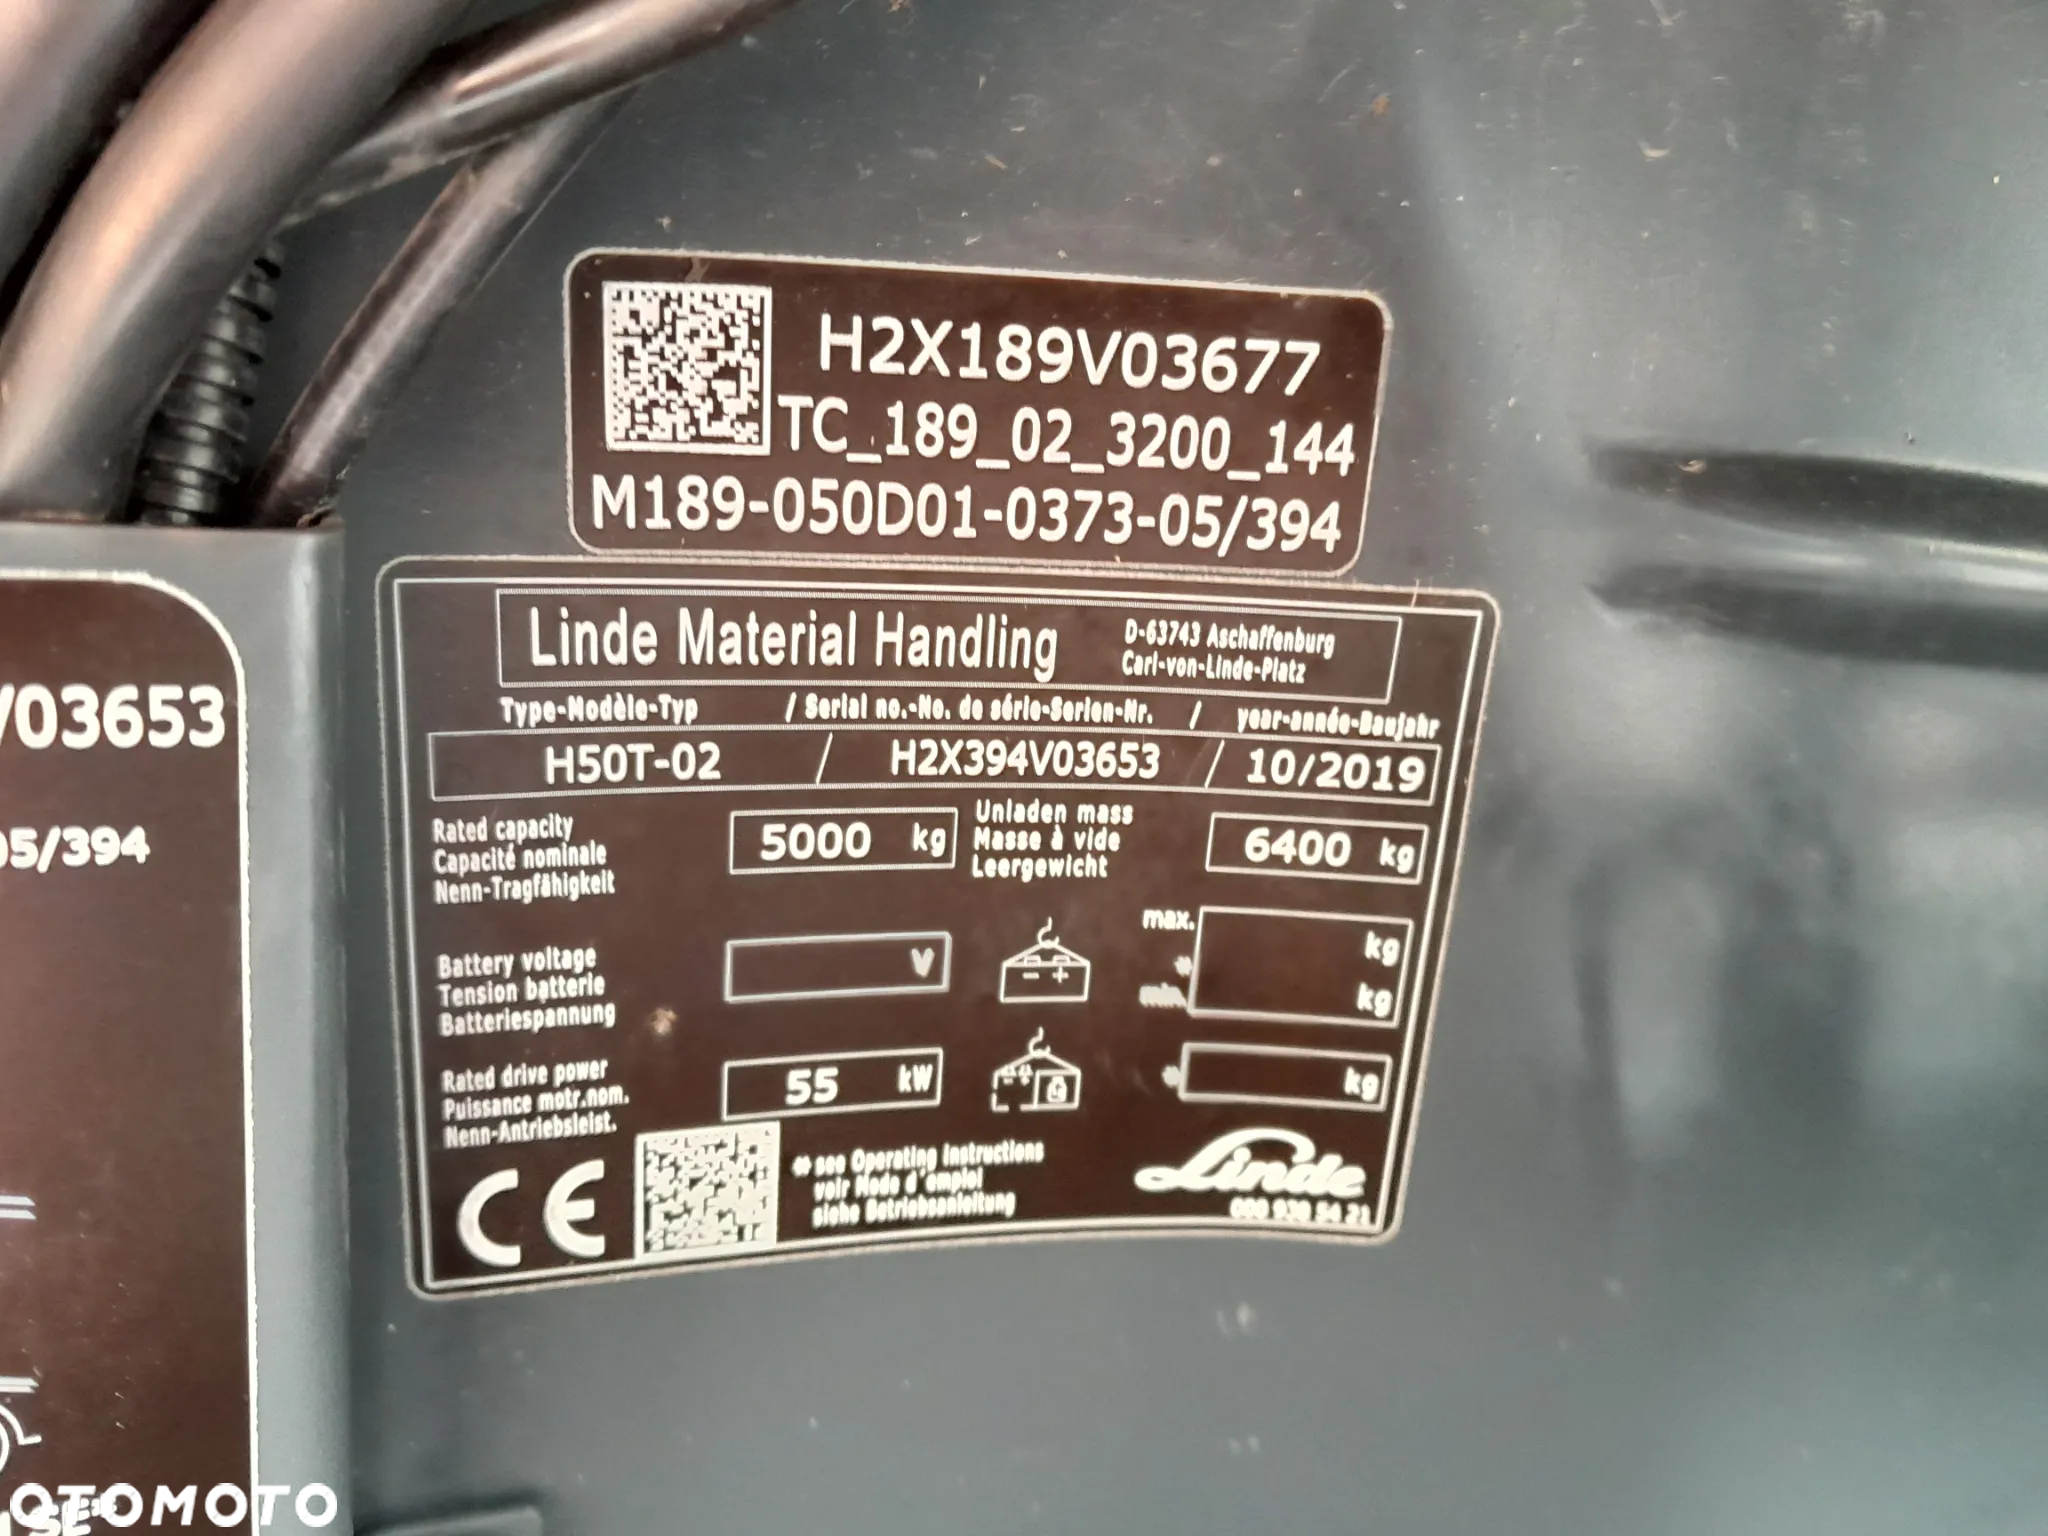 H2X189V03677
TC_189_02_3200_144
M189-050D01-0373-05/394
Linde Material Handling
D-63743 Aschaffenburg
Carl-von-Linde-Platz
Type-Modèle-Typ / Serial no.-No. de série-Serien-Nr. / year-année-Baujahr
H50T-02 / H2X394V03653 / 10/2019
Rated capacity
Capacité nominale
Nenn-Tragfähigkeit
5000 kg
Unladen mass
Masse à vide
Leergewicht
6400 kg
Battery voltage
Tension batterie
Batteriespannung
V
max. kg
*
min. kg
Rated drive power
Puissance motr.nom.
Nenn-Antriebsleist.
55 kW
* kg
CE
* see Operating instructions
voir Mode d'emploi
siehe Betriebsanleitung
Linde
000 930 54 21
V03653
05/394
OTOMOTO